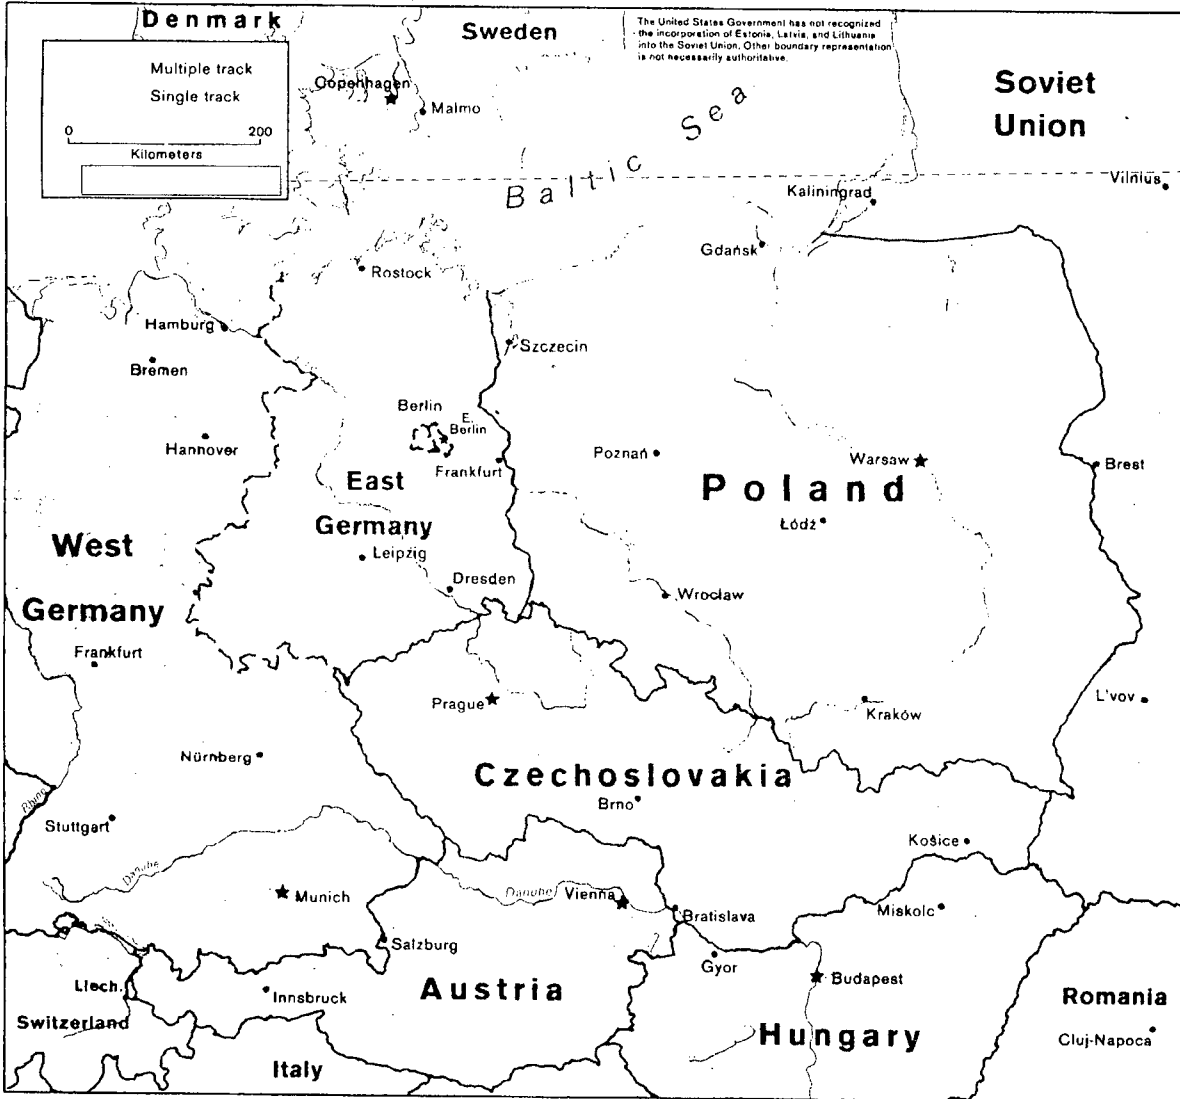 Denmark
Sweden
The United States Government has not recognized
the incorporation of Estonia, Latvia, and Lithuania
into the Soviet Union. Other boundary representation
is not necessarily authoritative.
Multiple track
Single track
0 200
Kilometers
Copenhagen
Malmo
Baltic Sea
Soviet
Union
Kaliningrad
Vilnius
Gdańsk
Rostock
Hamburg
Szczecin
Bremen
Berlin
E.
Berlin
Hannover
Frankfurt
Poznań
Warsaw
Brest
East
Germany
Poland
Łódź
West
Germany
Leipzig
Dresden
Wrocław
Frankfurt
Prague
Kraków
L'vov
Nürnberg
Czechoslovakia
Rhine
Brno
Stuttgart
Košice
Danube
Danube
Munich
Vienna
Bratislava
Miskolc
Salzburg
Gyor
Budapest
Liech.
Innsbruck
Austria
Romania
Switzerland
Hungary
Cluj-Napoca
Italy